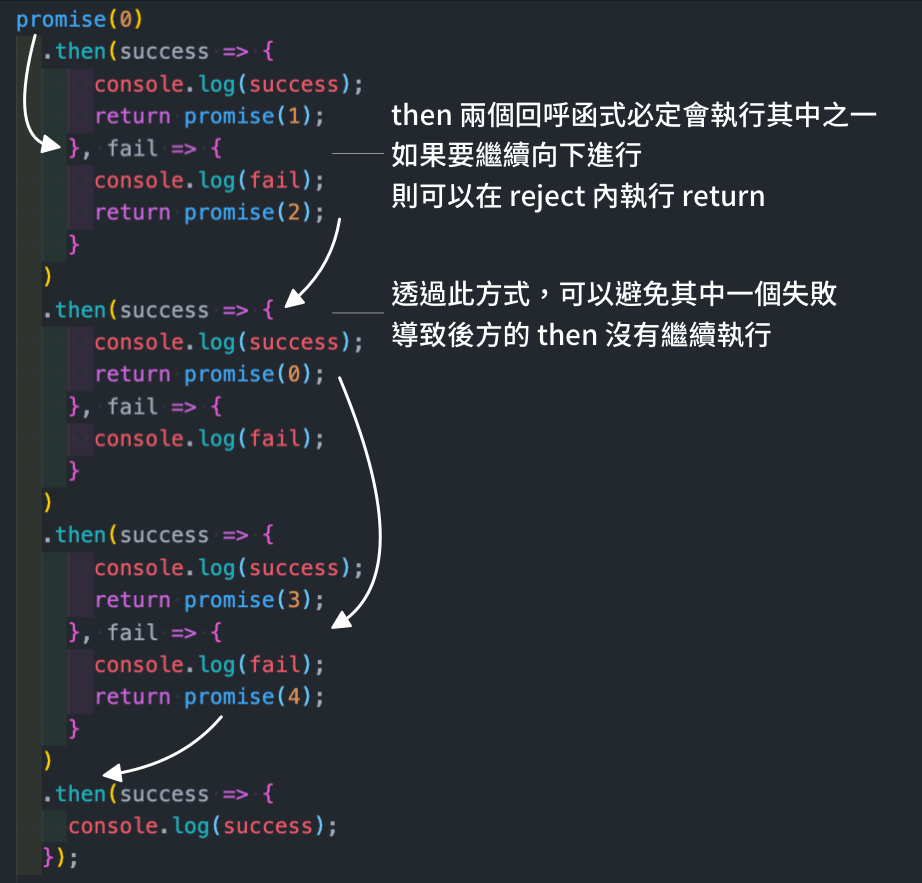 promise(0)
.then(success => {
console.log(success);
return promise(1);
}, fail => {
console.log(fail);
return promise(2);
}
)
.then(success => {
console.log(success);
return promise(0);
}, fail => {
console.log(fail);
}
)
.then(success => {
console.log(success);
return promise(3);
}, fail => {
console.log(fail);
return promise(4);
}
)
.then(success => {
console.log(success);
});
then 兩個回呼函式必定會執行其中之一
如果要繼續向下進行
則可以在 reject 內執行 return
透過此方式，可以避免其中一個失敗
導致後方的 then 沒有繼續執行